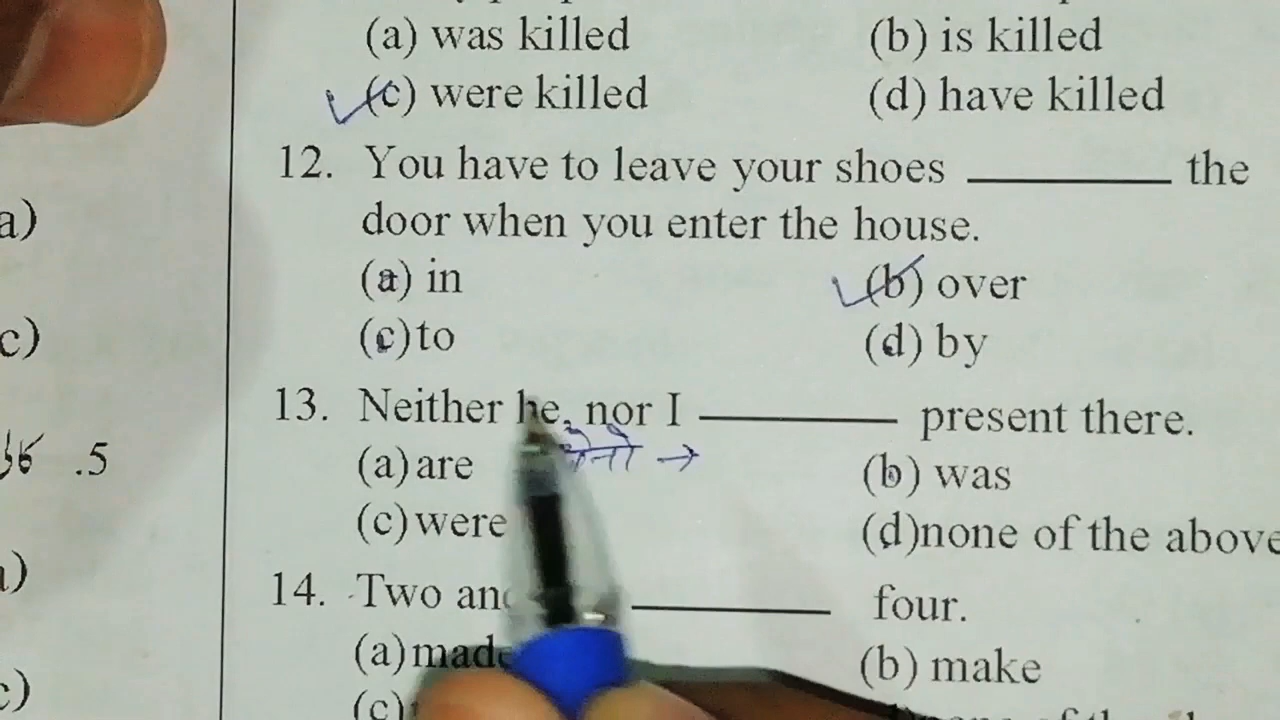 (a) was killed (b) is killed
(c) were killed (d) have killed
12. You have to leave your shoes ________ the
door when you enter the house.
(a) in (b) over
(c) to (d) by
13. Neither he, nor I ________ present there.
(a) are (b) was
(c) were (d) none of the above
14. Two ________ four.
(a) made (b) make
(c)
a)
c)
.5